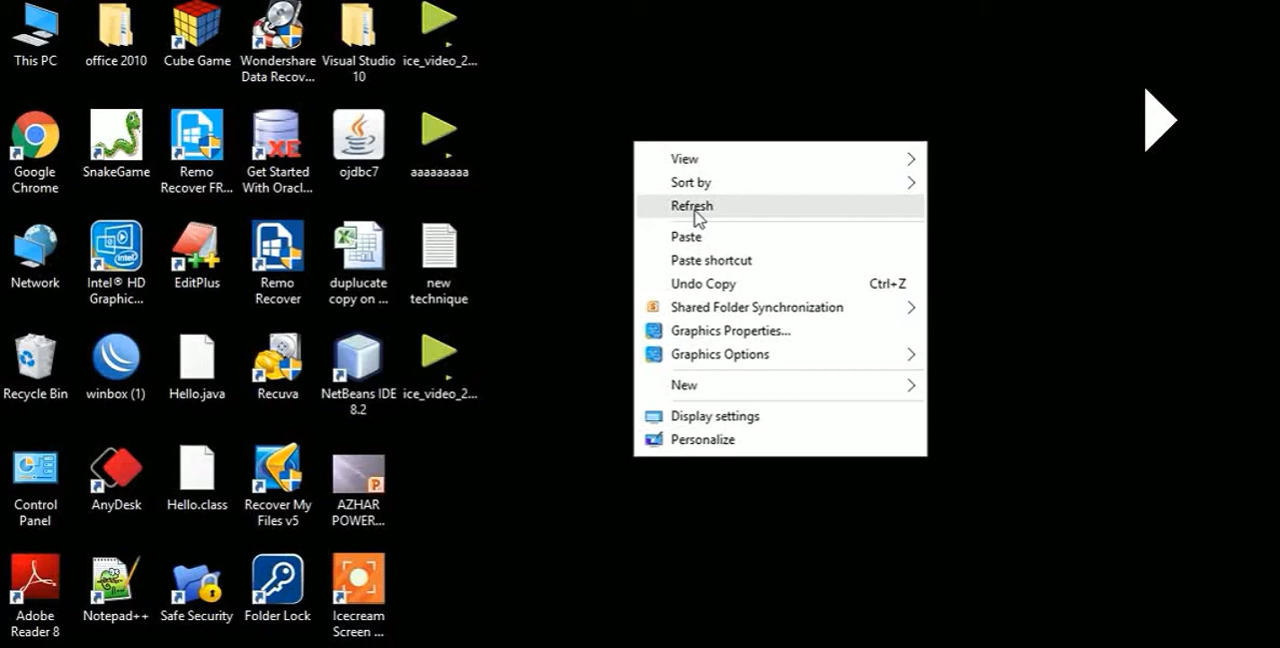 This PC
office 2010
Cube Game
Wondershare
Data Recov...
Visual Studio
10
ice_video_2...
Google
Chrome
SnakeGame
Remo
Recover FR...
XE
Get Started
With Oracl...
ojdbc7
aaaaaaaaa
Network
intel
Intel® HD
Graphic...
EditPlus
Remo
Recover
duplucate
copy on ...
new
technique
Recycle Bin
winbox (1)
Hello.java
Recuva
NetBeans IDE
8.2
ice_video_2...
Control
Panel
AnyDesk
Hello.class
Recover My
Files v5
P
AZHAR
POWER...
Adobe
Reader 8
Notepad++
Safe Security
Folder Lock
Icecream
Screen ...
View
Sort by
Refresh
Paste
Paste shortcut
Undo Copy Ctrl+Z
Shared Folder Synchronization
Graphics Properties...
Graphics Options
New
Display settings
Personalize